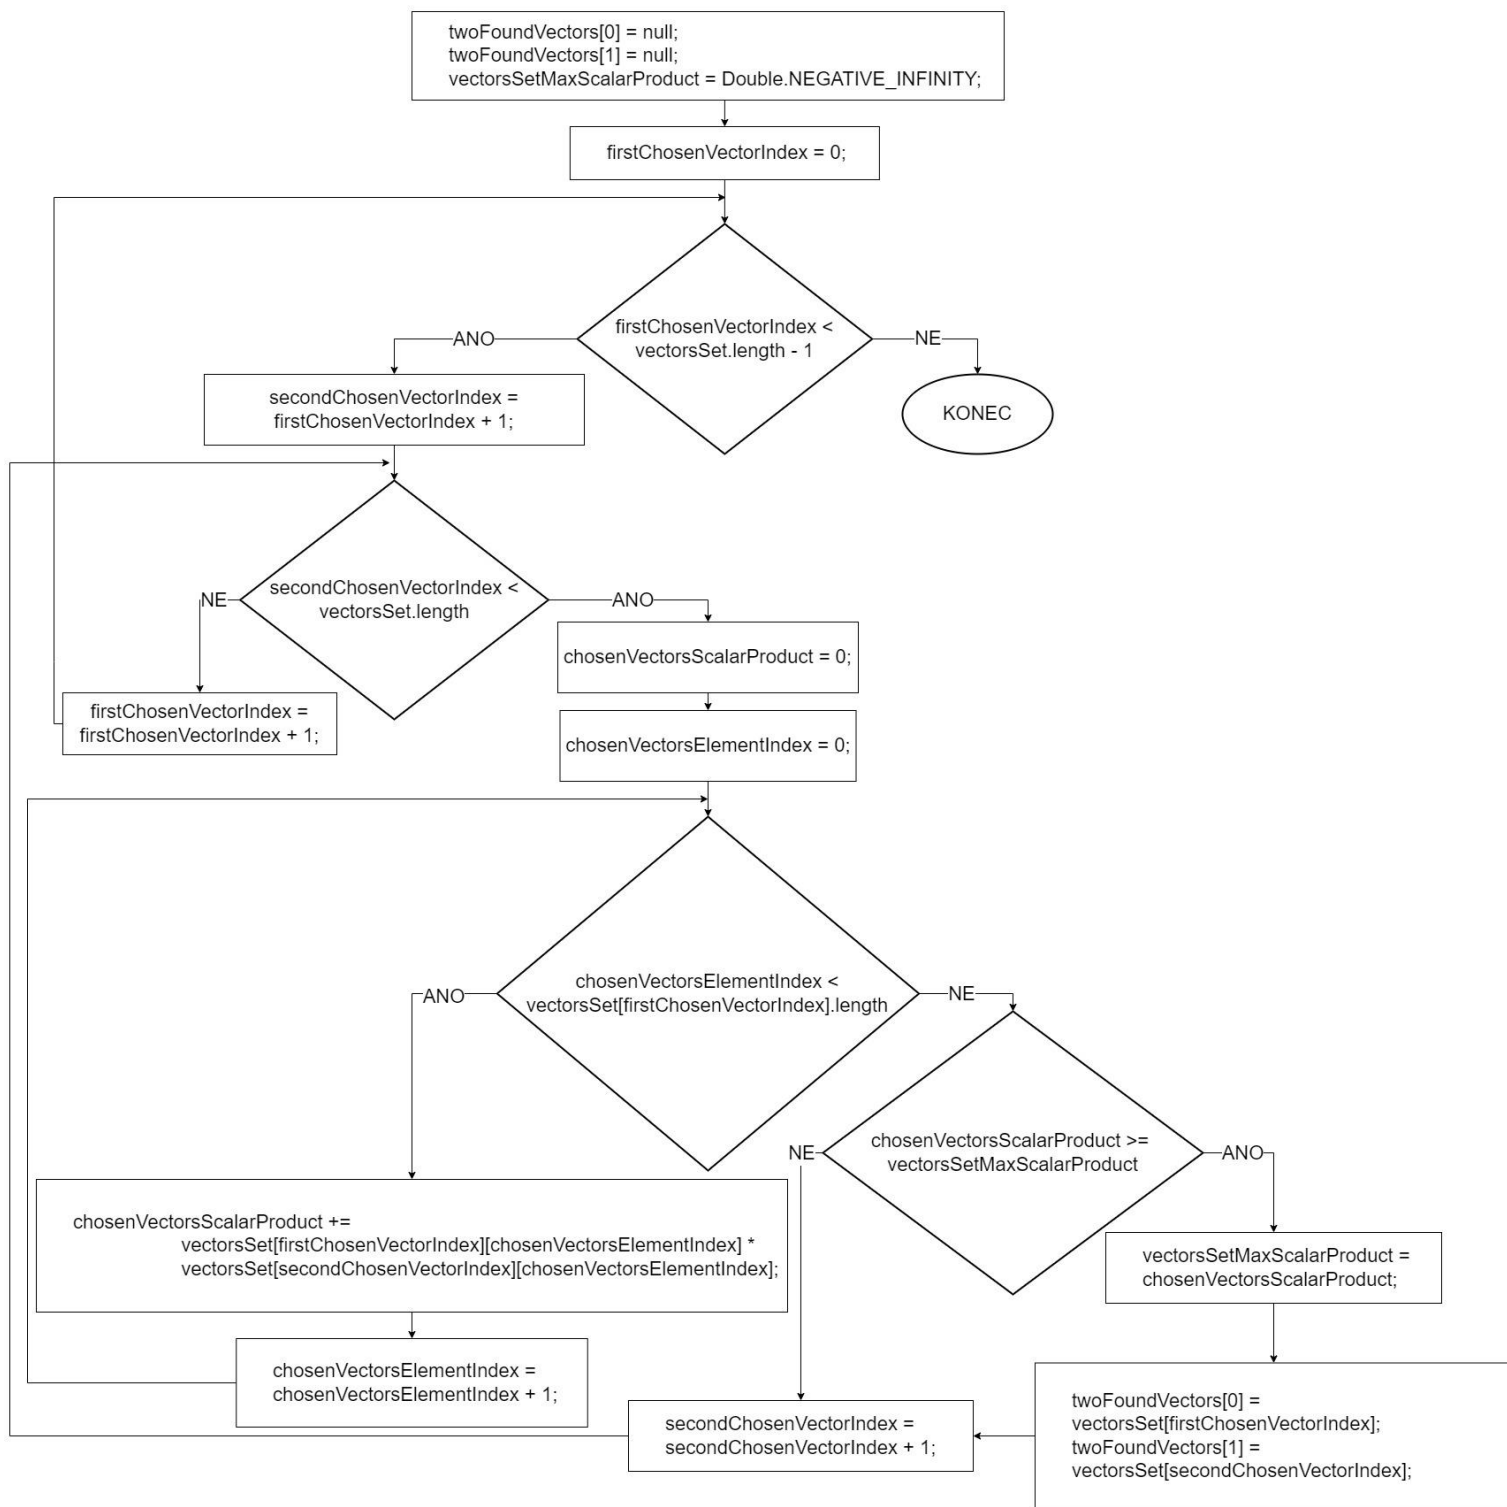 twoFoundVectors[0] = null;
twoFoundVectors[1] = null;
vectorsSetMaxScalarProduct = Double.NEGATIVE_INFINITY;
firstChosenVectorIndex = 0;
firstChosenVectorIndex <
vectorsSet.length - 1
ANO
NE
KONEC
secondChosenVectorIndex =
firstChosenVectorIndex + 1;
secondChosenVectorIndex <
vectorsSet.length
NE
ANO
firstChosenVectorIndex =
firstChosenVectorIndex + 1;
chosenVectorsScalarProduct = 0;
chosenVectorsElementIndex = 0;
chosenVectorsElementIndex <
vectorsSet[firstChosenVectorIndex].length
ANO
NE
chosenVectorsScalarProduct >=
vectorsSetMaxScalarProduct
NE
ANO
chosenVectorsScalarProduct +=
vectorsSet[firstChosenVectorIndex][chosenVectorsElementIndex] *
vectorsSet[secondChosenVectorIndex][chosenVectorsElementIndex];
vectorsSetMaxScalarProduct =
chosenVectorsScalarProduct;
chosenVectorsElementIndex =
chosenVectorsElementIndex + 1;
secondChosenVectorIndex =
secondChosenVectorIndex + 1;
twoFoundVectors[0] =
vectorsSet[firstChosenVectorIndex];
twoFoundVectors[1] =
vectorsSet[secondChosenVectorIndex];